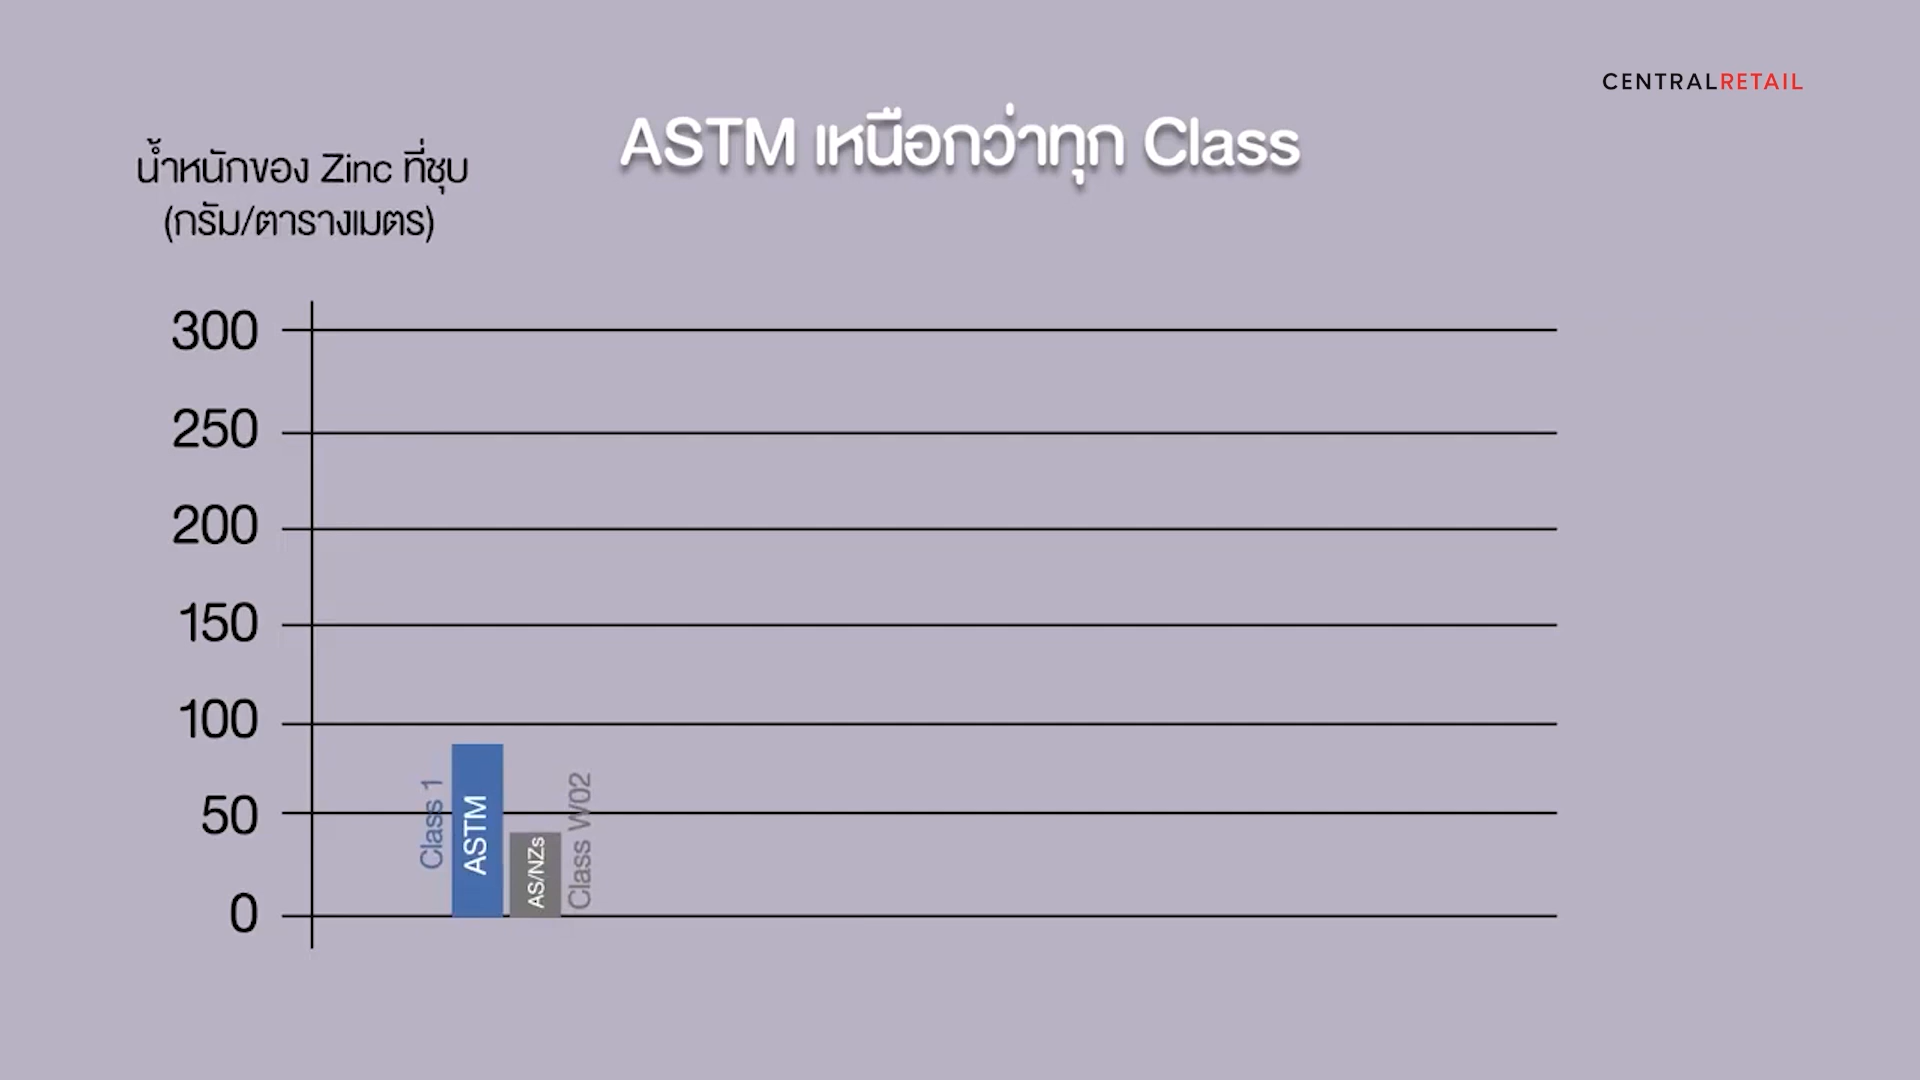 CENTRALRETAIL
ASTM เหนือกว่าทุก Class
น้ำหนักของ Zinc ที่ชุบ
(กรัม/ตารางเมตร)
300
250
200
150
100
50
0
Class 1
ASTM
AS/NZs
Class W02